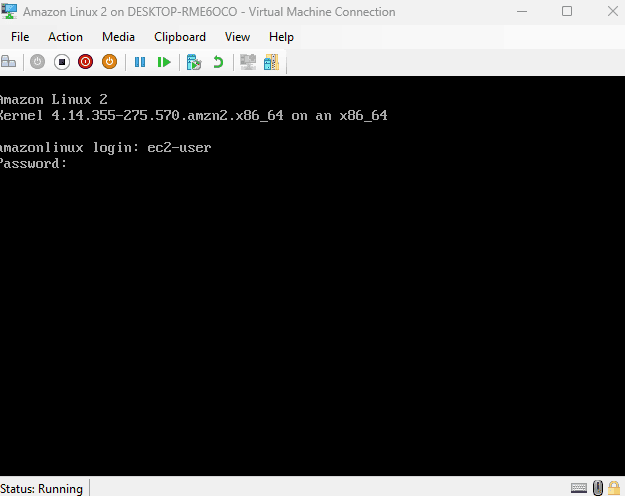 Amazon Linux 2 on DESKTOP-RME6OCO - Virtual Machine Connection
File Action Media Clipboard View Help
Amazon Linux 2
Kernel 4.14.355-275.570.amzn2.x86_64 on an x86_64
amazonlinux login: ec2-user
Password:
Status: Running